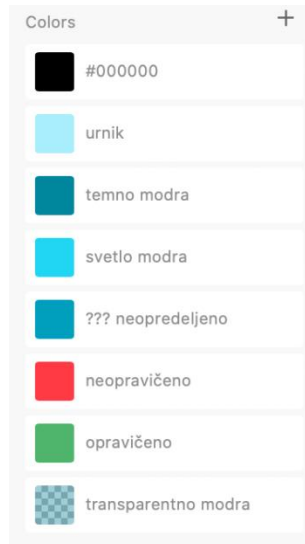 Colors
#000000
urnik
temno modra
svetlo modra
??? neopredeljeno
neopravičeno
opravičeno
transparentno modra